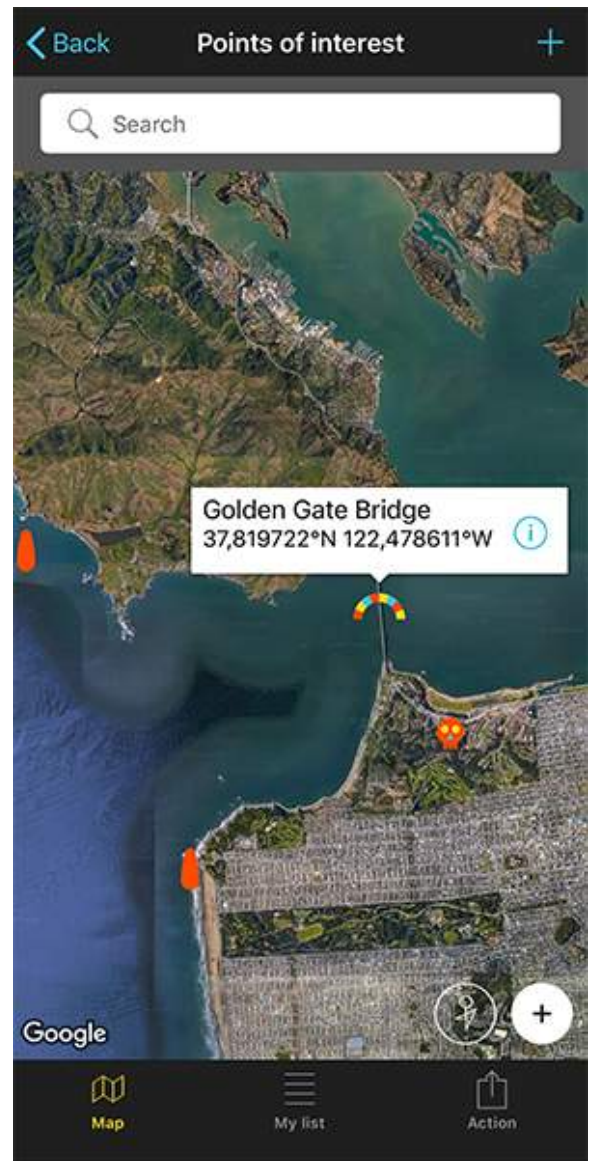 Back
Points of interest
Search
Golden Gate Bridge
37,819722°N 122,478611°W
Google
Map
My list
Action